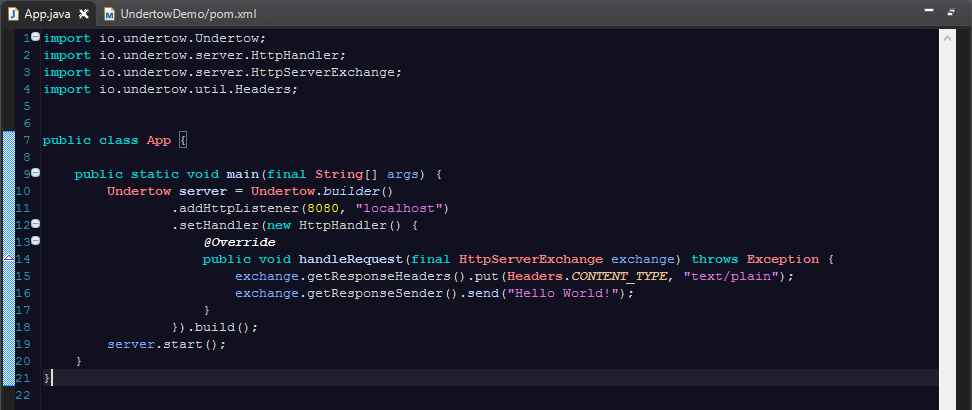 App.java UndertowDemo/pom.xml
1 import io.undertow.Undertow;
2 import io.undertow.server.HttpHandler;
3 import io.undertow.server.HttpServerExchange;
4 import io.undertow.util.Headers;
5
6
7 public class App {
8
9     public static void main(final String[] args) {
10         Undertow server = Undertow.builder()
11                 .addHttpListener(8080, "localhost")
12                 .setHandler(new HttpHandler() {
13                     @Override
14                     public void handleRequest(final HttpServerExchange exchange) throws Exception {
15                         exchange.getResponseHeaders().put(Headers.CONTENT_TYPE, "text/plain");
16                         exchange.getResponseSender().send("Hello World!");
17                     }
18                 }).build();
19         server.start();
20     }
21 }
22